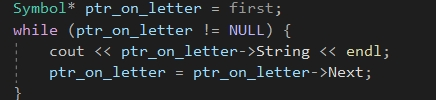 Symbol* ptr_on_letter = first;
while (ptr_on_letter != NULL) {
cout << ptr_on_letter->String << endl;
ptr_on_letter = ptr_on_letter->Next;
}